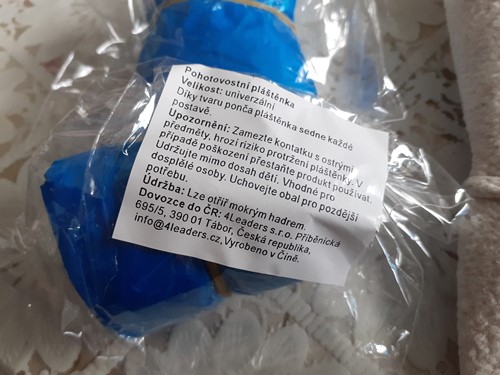 Pohotovostní pláštěnka
Velikost: univerzální
Díky tvaru ponča pláštěnka sedne každé
postavě.
Upozornění: Zamezte kontatku s ostrými
předměty, hrozí riziko protržení pláštěnky. V
případě poškození přestaňte produkt používat.
Udržujte mimo dosah dětí. Vhodné pro
dosplělé osoby. Uchovejte obal pro pozdější
potřebu.
Údržba: Lze otřír mokrým hadrem.
Dovozce do ČR: 4Leaders s.r.o. Příběnická
695/5, 390 01 Tábor, Česká republika,
info@4leaders.cz, Vyrobeno v Číně.